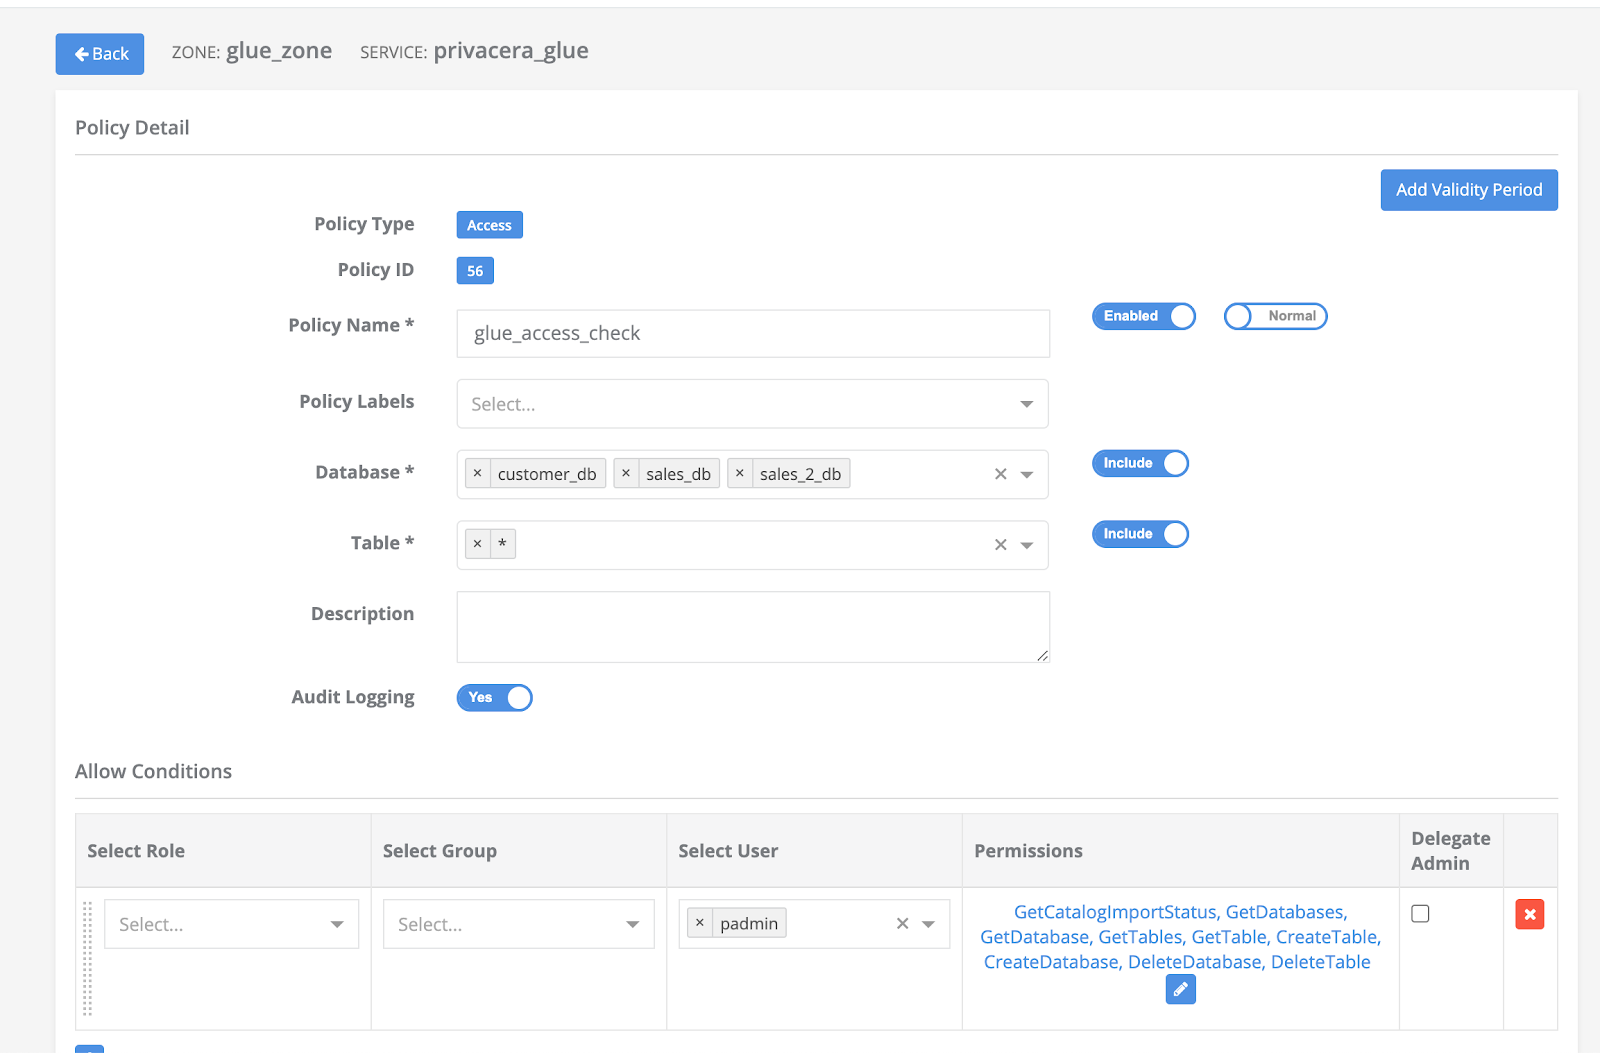 Back ZONE: glue_zone SERVICE: privacera_glue
Policy Detail
Add Validity Period
Policy Type Access
Policy ID 56
Policy Name * glue_access_check Enabled Normal
Policy Labels Select...
Database * × customer_db × sales_db × sales_2_db × Include
Table * × * × Include
Description
Audit Logging Yes
Allow Conditions
Select Role Select Group Select User Permissions Delegate Admin
Select... Select... × padmin × GetCatalogImportStatus, GetDatabases,
GetDatabase, GetTables, GetTable, CreateTable,
CreateDatabase, DeleteDatabase, DeleteTable